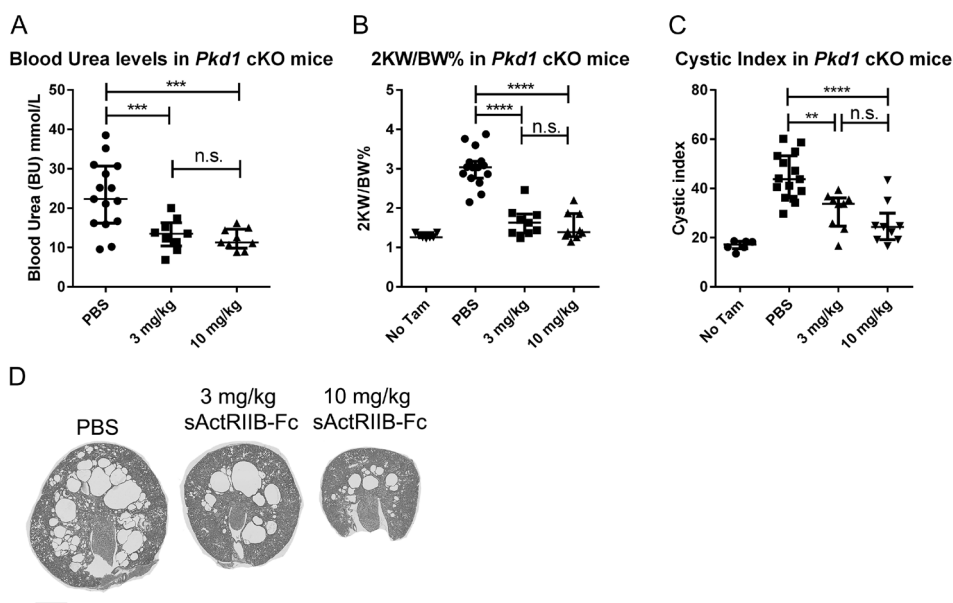 A
Blood Urea levels in Pkd1 cKO mice
Blood Urea (BU) mmol/L
50
40
30
20
10
0
***
***
n.s.
PBS
3 mg/kg
10 mg/kg
B
2KW/BW% in Pkd1 cKO mice
2KW/BW%
5
4
3
2
1
0
****
****
n.s.
No Tam
PBS
3 mg/kg
10 mg/kg
C
Cystic Index in Pkd1 cKO mice
Cystic index
80
60
40
20
0
****
**
n.s.
No Tam
PBS
3 mg/kg
10 mg/kg
D
PBS
3 mg/kg
sActRIIB-Fc
10 mg/kg
sActRIIB-Fc